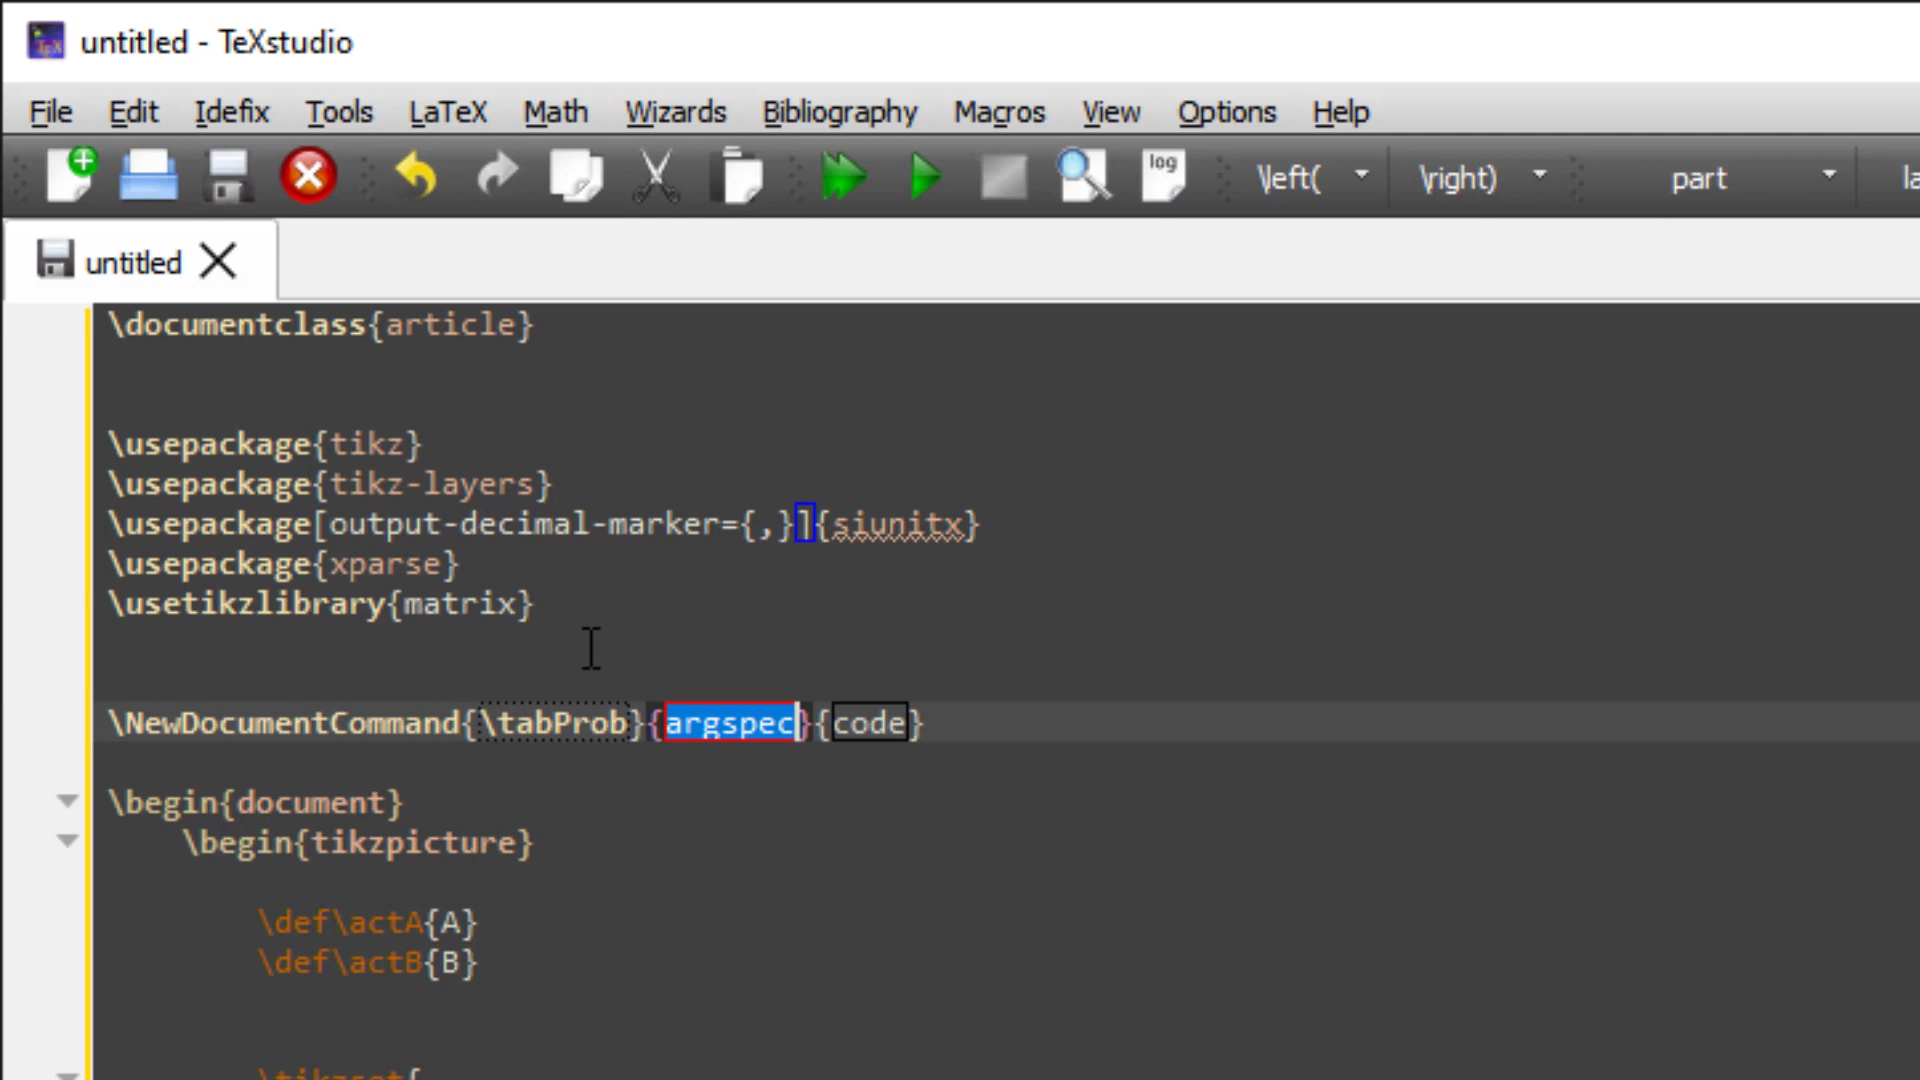 untitled - TeXstudio
File Edit Idefix Tools LaTeX Math Wizards Bibliography Macros View Options Help
log \left( \right) part
untitled
\documentclass{article}
\usepackage{tikz}
\usepackage{tikz-layers}
\usepackage[output-decimal-marker={,}]{siunitx}
\usepackage{xparse}
\usetikzlibrary{matrix}
\NewDocumentCommand{\tabProb}{argspec}{code}
\begin{document}
\begin{tikzpicture}
\def\actA{A}
\def\actB{B}
\tikzset{